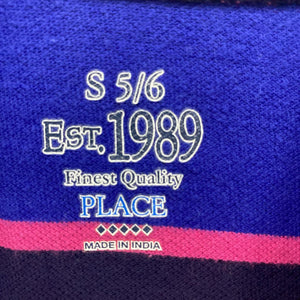 S 5/6
EST. 1989
Finest Quality
PLACE
MADE IN INDIA